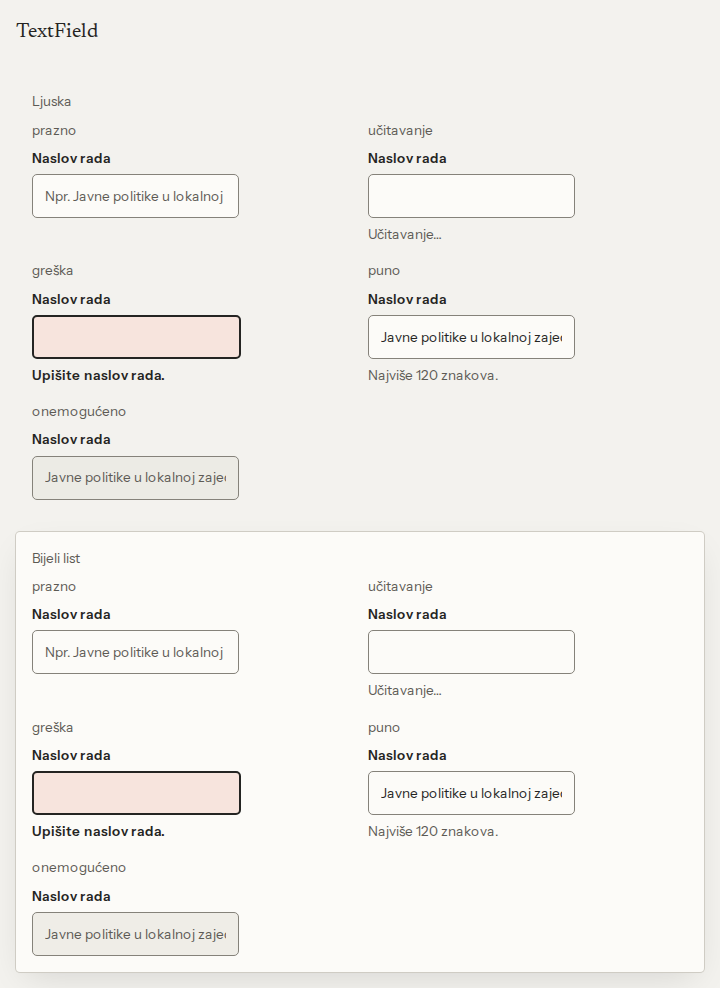 TextField
Ljuska
prazno
učitavanje
Naslov rada
Naslov rada
Npr. Javne politike u lokalnoj
Učitavanje…
greška
puno
Naslov rada
Naslov rada
Javne politike u lokalnoj zaje
Upišite naslov rada.
Najviše 120 znakova.
onemogućeno
Naslov rada
Javne politike u lokalnoj zaje
Bijeli list
prazno
učitavanje
Naslov rada
Naslov rada
Npr. Javne politike u lokalnoj
Učitavanje…
greška
puno
Naslov rada
Naslov rada
Javne politike u lokalnoj zaje
Upišite naslov rada.
Najviše 120 znakova.
onemogućeno
Naslov rada
Javne politike u lokalnoj zaje